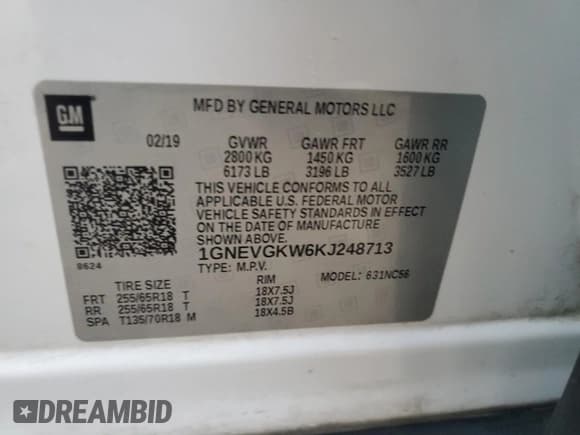 GM
MFD BY GENERAL MOTORS LLC
02/19 GVWR GAWR FRT GAWR RR
2800 KG 1450 KG 1600 KG
6173 LB 3196 LB 3527 LB
THIS VEHICLE CONFORMS TO ALL
APPLICABLE U.S. FEDERAL MOTOR
VEHICLE SAFETY STANDARDS IN EFFECT
ON THE DATE OF MANUFACTURE
SHOWN ABOVE.
8624
1GNEVGKW6KJ248713
TYPE: M.P.V. MODEL: 631NC56
TIRE SIZE RIM
FRT 255/65R18 T 18X7.5J
RR 255/65R18 T 18X7.5J
SPA T135/70R18 M 18X4.5B
DREAMBID